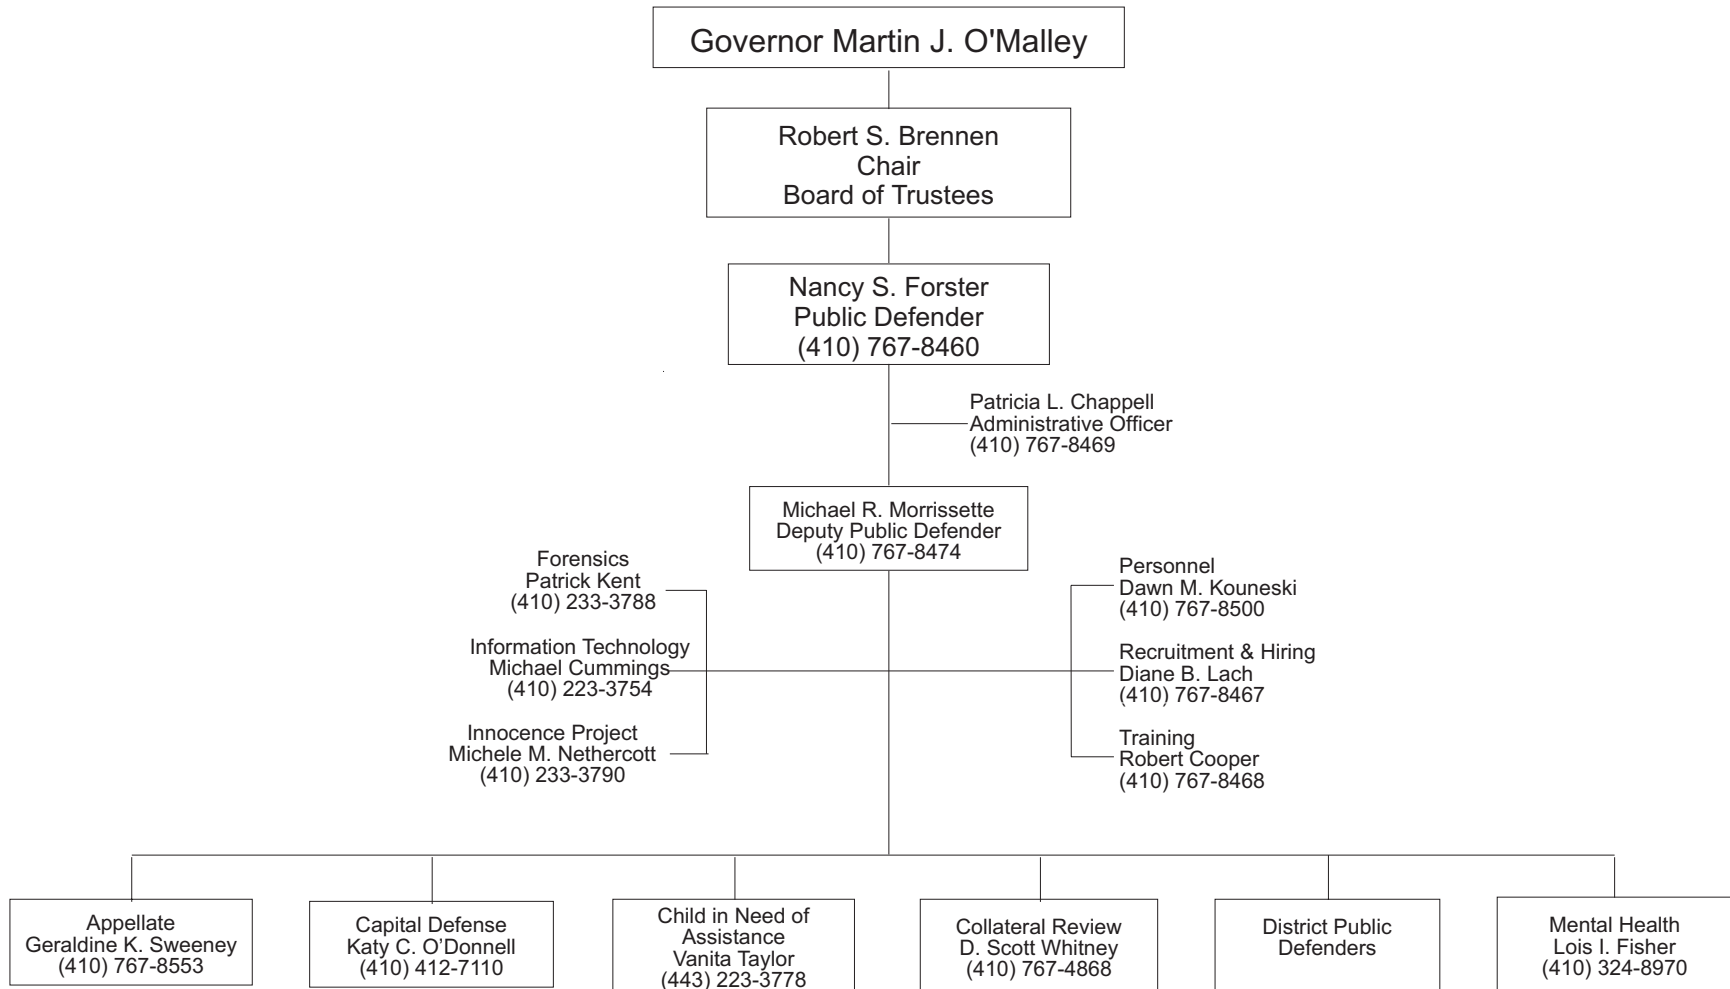 Governor Martin J. O'Malley
Robert S. Brennen
Chair
Board of Trustees
Nancy S. Forster
Public Defender
(410) 767-8460
Patricia L. Chappell
Administrative Officer
(410) 767-8469
Michael R. Morrissette
Deputy Public Defender
(410) 767-8474
Forensics
Patrick Kent
(410) 233-3788
Information Technology
Michael Cummings
(410) 223-3754
Innocence Project
Michele M. Nethercott
(410) 233-3790
Personnel
Dawn M. Kouneski
(410) 767-8500
Recruitment & Hiring
Diane B. Lach
(410) 767-8467
Training
Robert Cooper
(410) 767-8468
Appellate
Geraldine K. Sweeney
(410) 767-8553
Capital Defense
Katy C. O’Donnell
(410) 412-7110
Child in Need of
Assistance
Vanita Taylor
(443) 223-3778
Collateral Review
D. Scott Whitney
(410) 767-4868
District Public
Defenders
Mental Health
Lois I. Fisher
(410) 324-8970